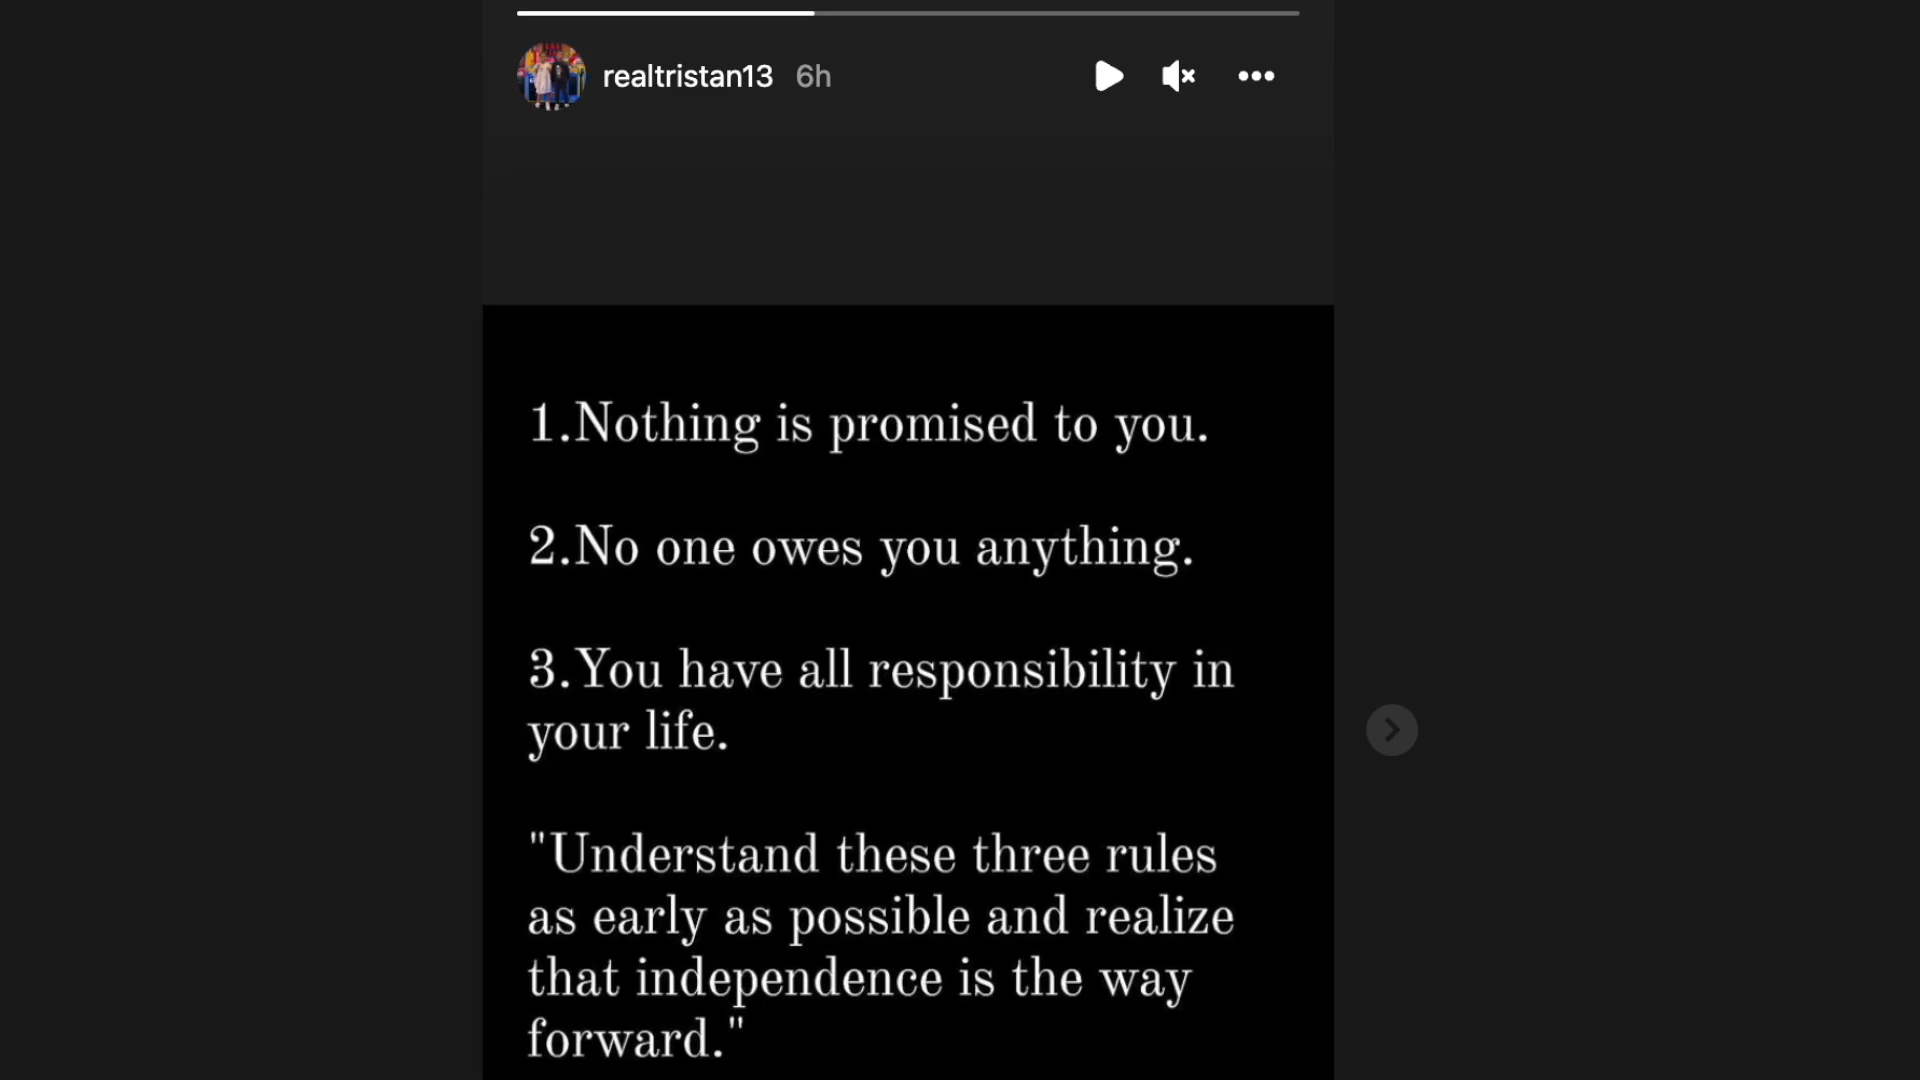 realtristan13 6h
1.Nothing is promised to you.
2.No one owes you anything.
3.You have all responsibility in
your life.
"Understand these three rules
as early as possible and realize
that independence is the way
forward."